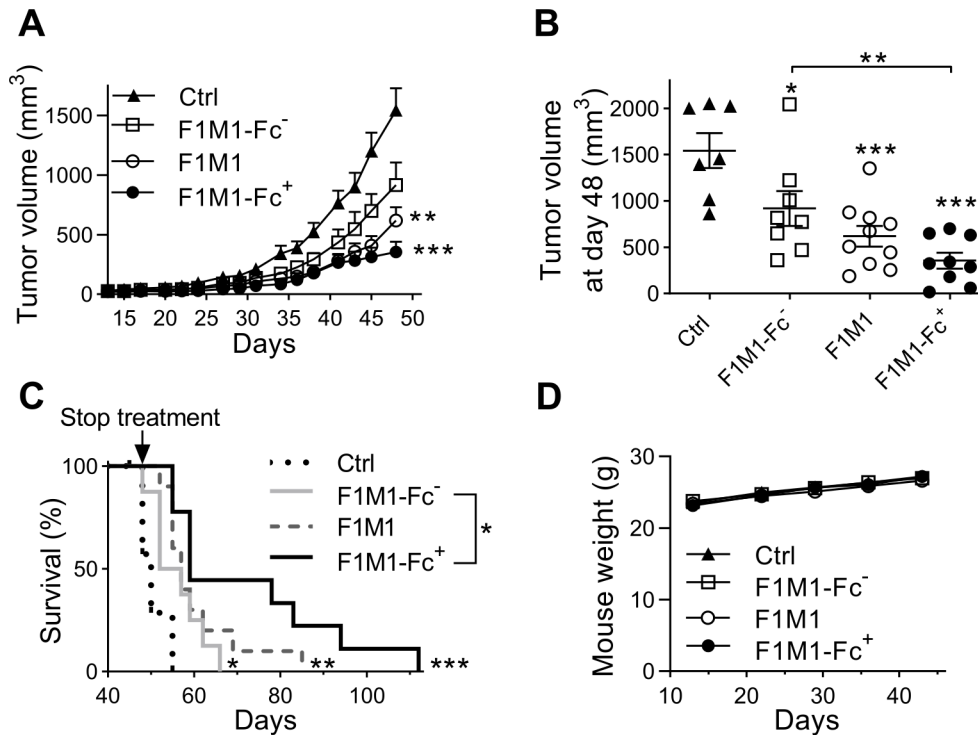 A
Tumor volume (mm³)
1500
1000
500
0
Ctrl
F1M1-Fc⁻
F1M1
F1M1-Fc⁺
**
***
15 20 25 30 35 40 45 50
Days
B
Tumor volume
at day 48 (mm³)
2000
1500
1000
500
0
**
*
***
***
Ctrl
F1M1-Fc⁻
F1M1
F1M1-Fc⁺
C
Stop treatment
Survival (%)
100
50
0
Ctrl
F1M1-Fc⁻
F1M1
F1M1-Fc⁺
*
* ** ***
40 60 80 100
Days
D
Mouse weight (g)
30
20
10
0
Ctrl
F1M1-Fc⁻
F1M1
F1M1-Fc⁺
10 20 30 40
Days